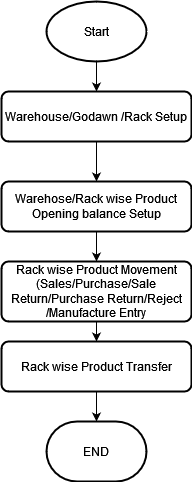 Start
Warehouse/Godawn /Rack Setup
Warehose/Rack wise Product
Opening balance Setup
Rack wise Product Movement
(Sales/Purchase/Sale
Return/Purchase Return/Reject
/Manufacture Entry
Rack wise Product Transfer
END